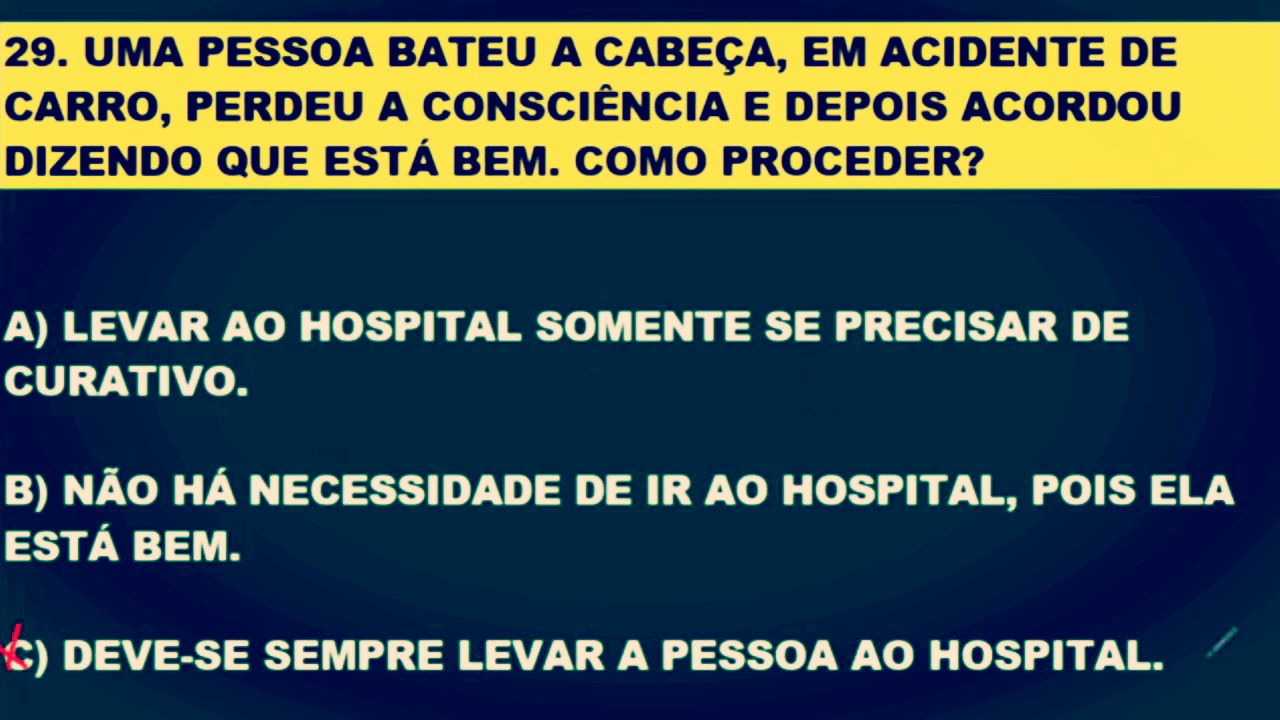 29. UMA PESSOA BATEU A CABEÇA, EM ACIDENTE DE
CARRO, PERDEU A CONSCIÊNCIA E DEPOIS ACORDOU
DIZENDO QUE ESTÁ BEM. COMO PROCEDER?
A) LEVAR AO HOSPITAL SOMENTE SE PRECISAR DE
CURATIVO.
B) NÃO HÁ NECESSIDADE DE IR AO HOSPITAL, POIS ELA
ESTÁ BEM.
C) DEVE-SE SEMPRE LEVAR A PESSOA AO HOSPITAL.